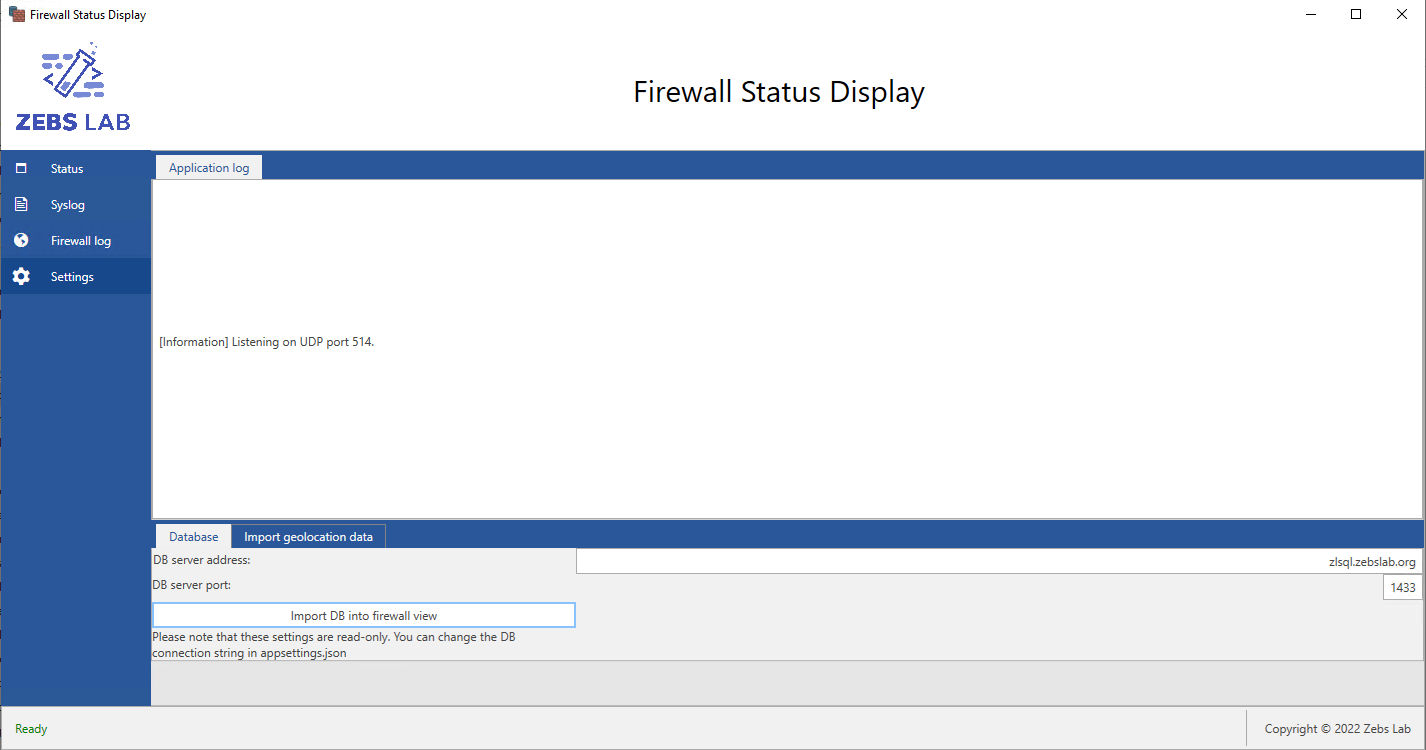 Firewall Status Display
ZEBS LAB
Firewall Status Display
Status
Syslog
Firewall log
Settings
Application log
[Information] Listening on UDP port 514.
Database
Import geolocation data
DB server address:
zlsql.zebslab.org
DB server port:
1433
Import DB into firewall view
Please note that these settings are read-only. You can change the DB
connection string in appsettings.json
Ready
Copyright © 2022 Zebs Lab